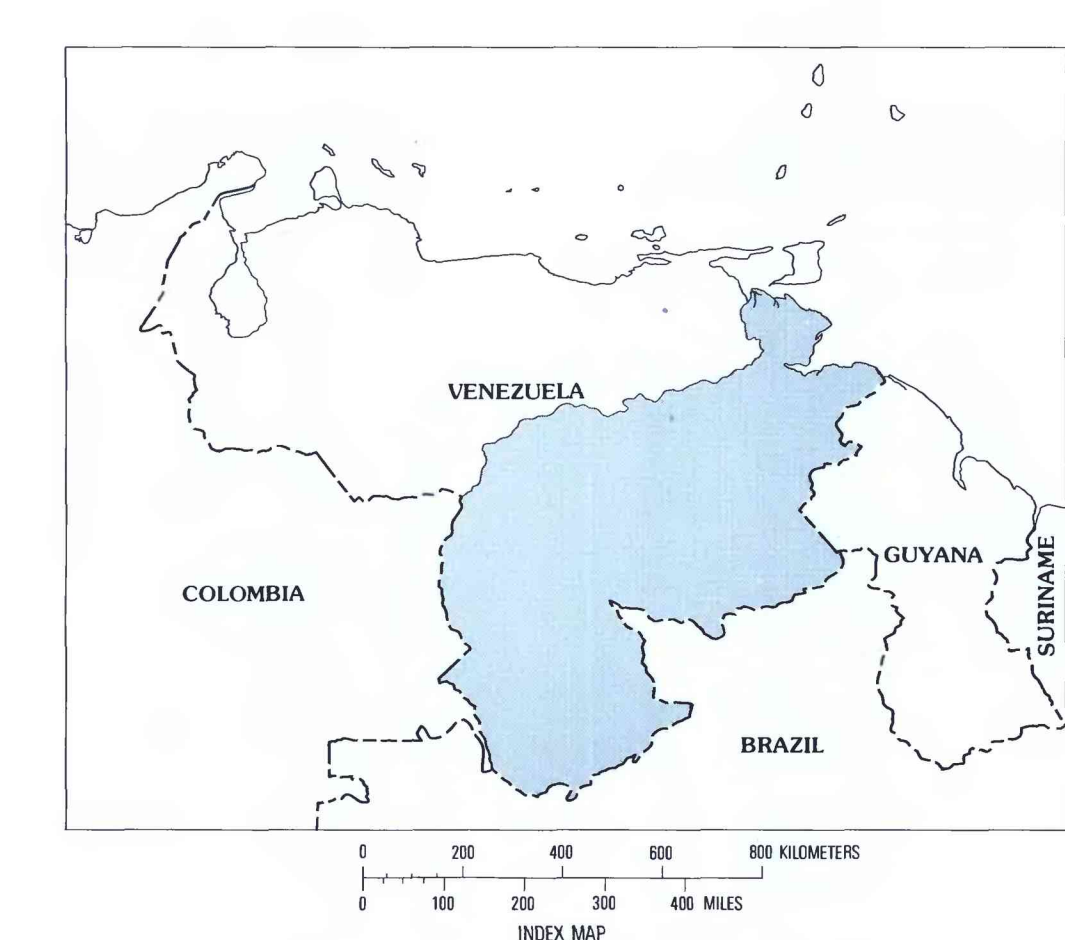 VENEZUELA
GUYANA
SURINAME
COLOMBIA
BRAZIL
0 200 400 600 800 KILOMETERS
0 100 200 300 400 MILES
INDEX MAP